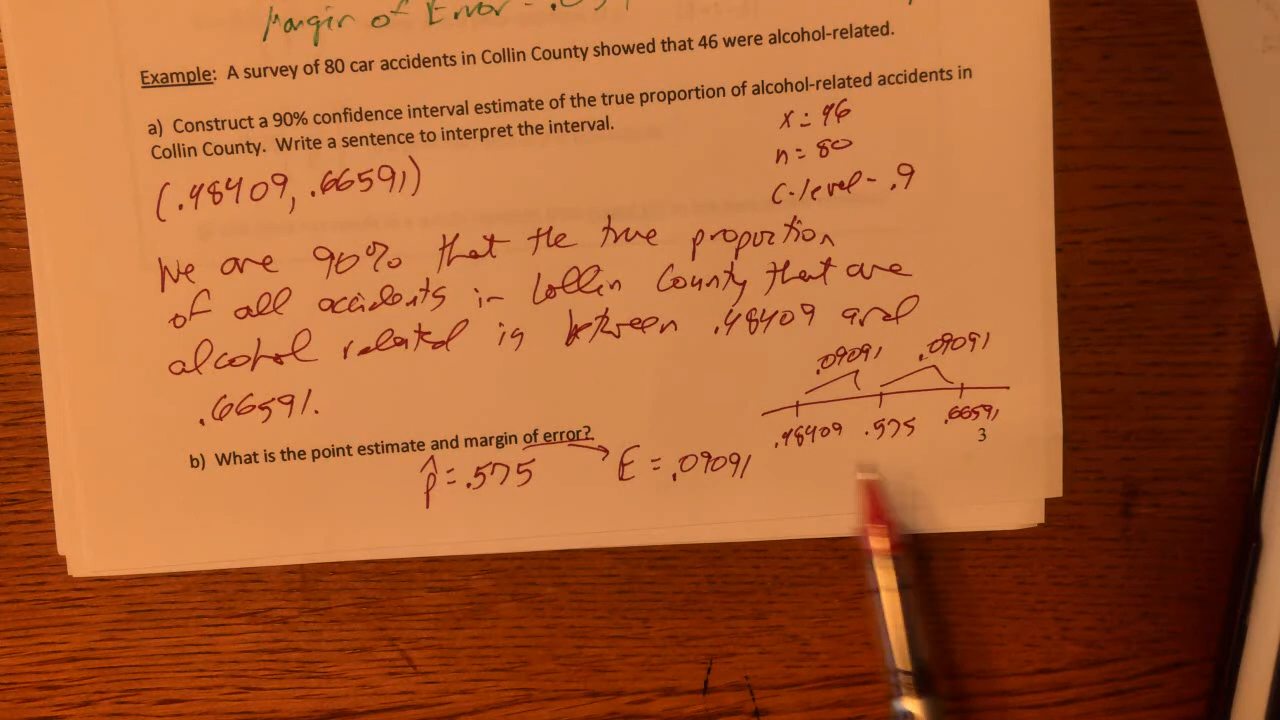 Margin of Error = .09
Example: A survey of 80 car accidents in Collin County showed that 46 were alcohol-related.
a) Construct a 90% confidence interval estimate of the true proportion of alcohol-related accidents in
Collin County. Write a sentence to interpret the interval.
x = 46
n = 80
C-level = .9
(.48409, .66591)
We are 90% that the true proportion
of all accidents in Collin County that are
alcohol related is between .48409 and
.66591.
.09091 .09091
.48409 .575 .66591
3
b) What is the point estimate and margin of error?
p̂ = .575 E = .09091